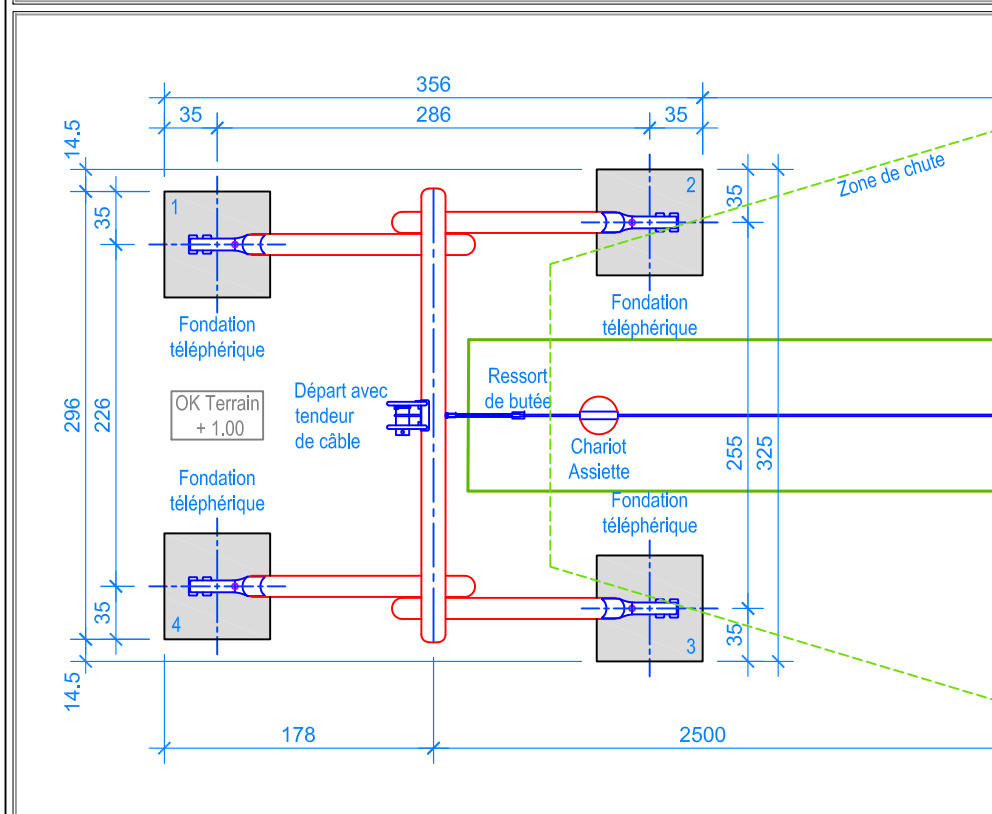 356
35
286
35
14.5
35
1
2
35
Zone de chute
Fondation
téléphérique
Fondation
téléphérique
296
226
OK Terrain
+ 1.00
Départ avec
tendeur
de câble
Ressort
de butée
Chariot
Assiette
255
325
Fondation
téléphérique
Fondation
téléphérique
35
4
3
35
14.5
178
2500